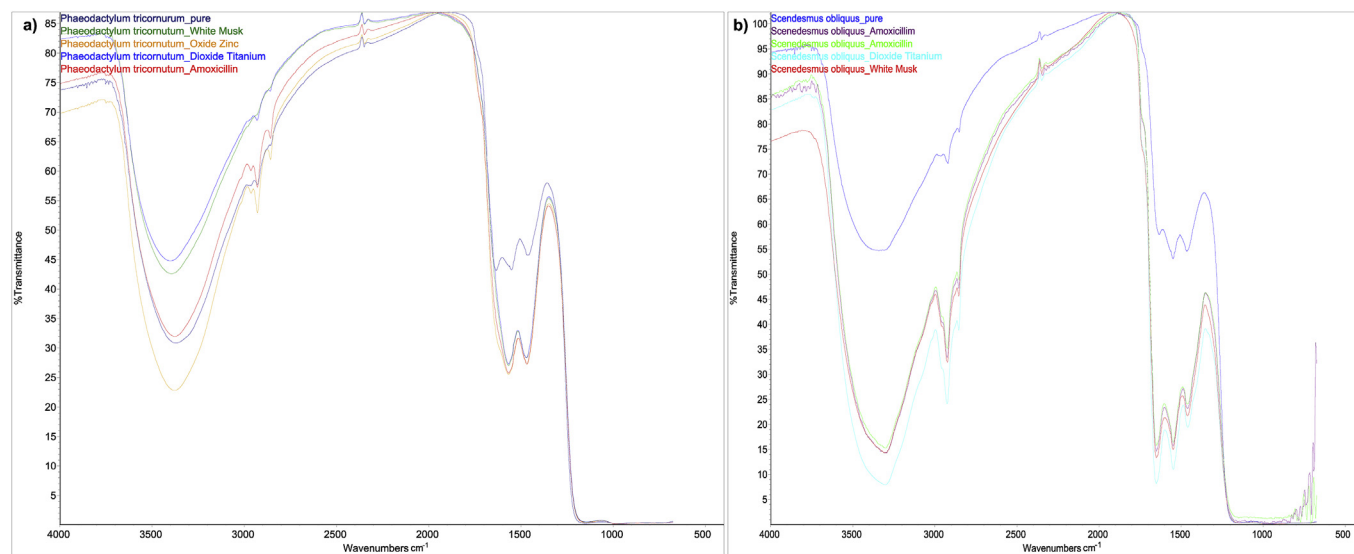 a)
Phaeodactylum tricornurum_pure
Phaeodactylum tricornutum_White Musk
Phaeodactylum tricornutum_Oxide Zinc
Phaeodactylum tricornutum_Dioxide Titanium
Phaeodactylum tricornutum_Amoxicillin
85
80
75
70
65
60
55
50
45
40
35
30
25
20
15
10
5
%Transmittance
4000 3500 3000 2500 2000 1500 1000 500
Wavenumbers cm-1
b)
Scendesmus obliquus_pure
Scenedesmus obliquus_Amoxicillin
Scenedesmus obliquus_Amoxicillin
Scenedesmus obliquus_Dioxide Titanium
Scenedesmus obliquus_White Musk
100
95
90
85
80
75
70
65
60
55
50
45
40
35
30
25
20
15
10
5
%Transmittance
4000 3500 3000 2500 2000 1500 1000 500
Wavenumbers cm-1